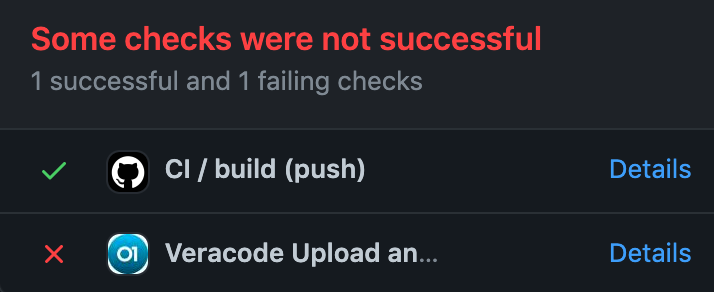 Some checks were not successful
1 successful and 1 failing checks
CI / build (push)
Details
Veracode Upload an...
Details